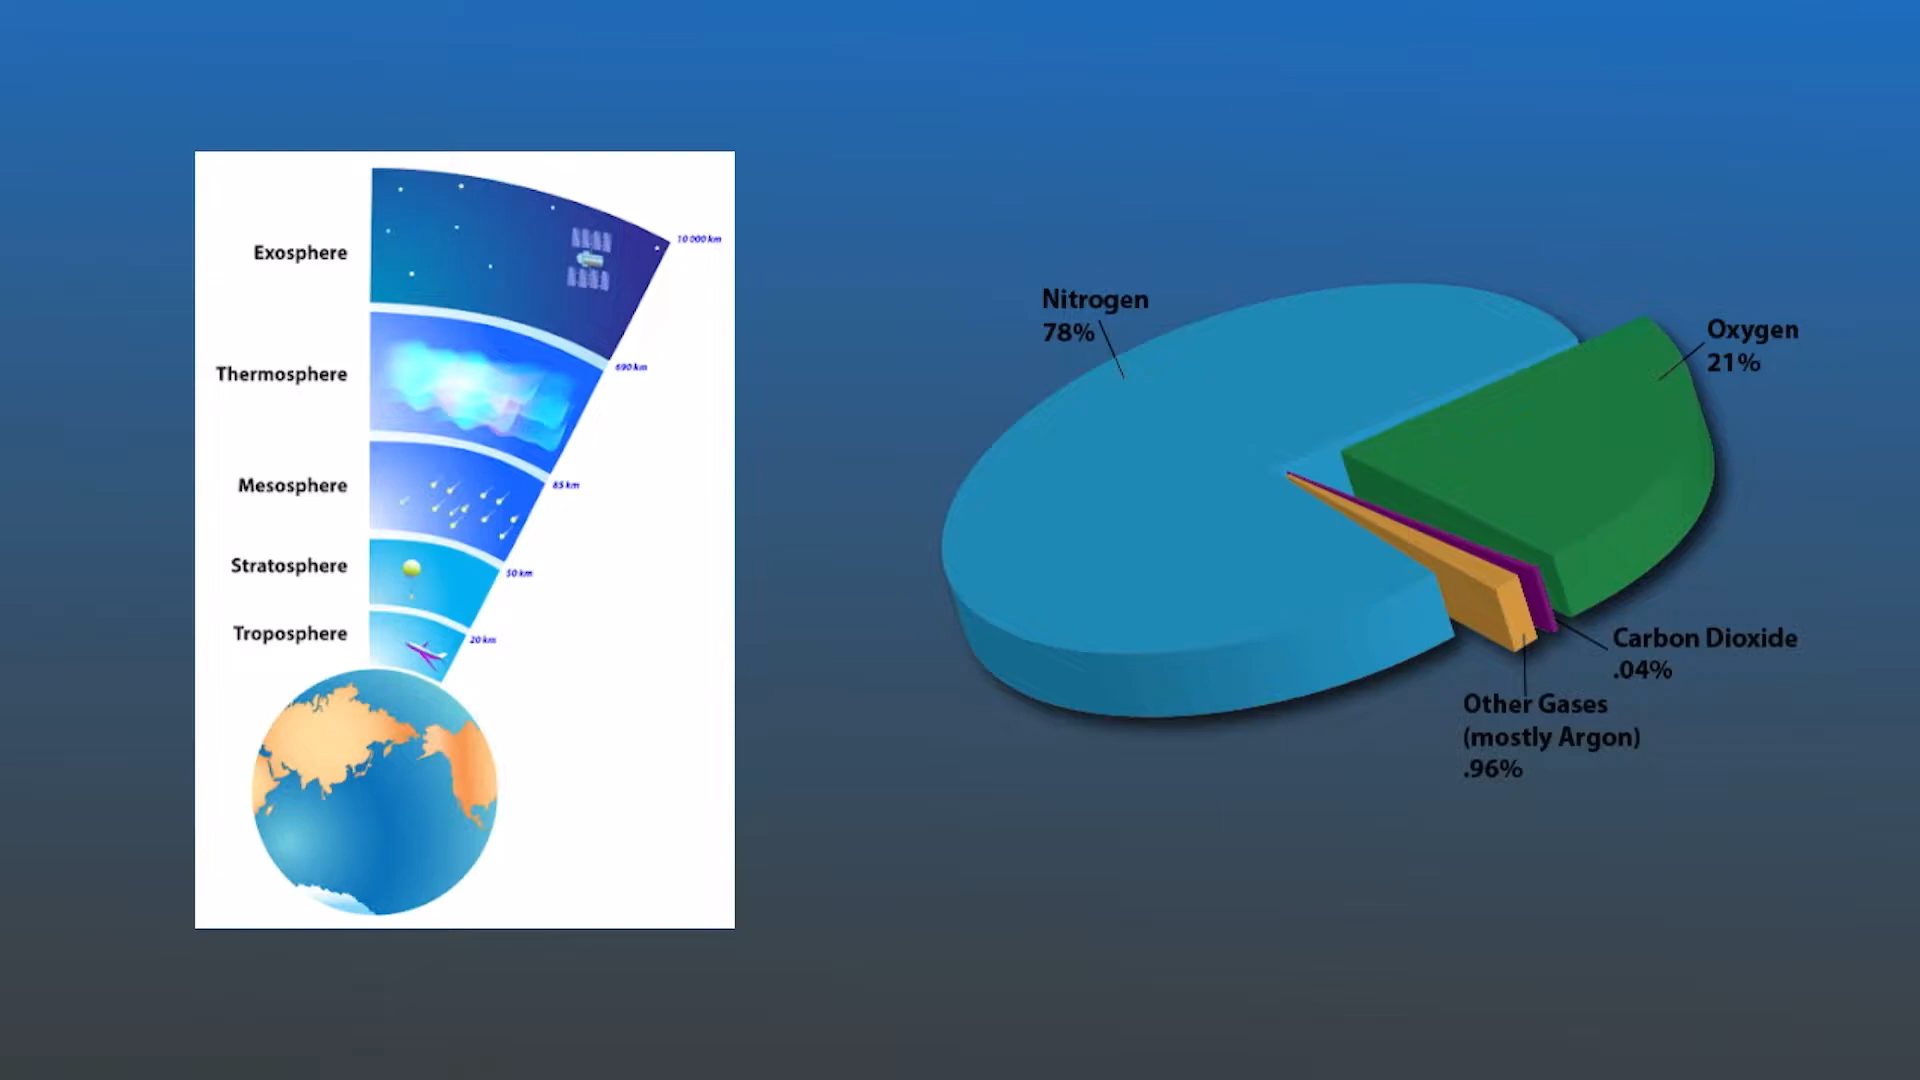 Exosphere
10 000 km
Thermosphere
690 km
Mesosphere
85 km
Stratosphere
50 km
Troposphere
20 km
Nitrogen
78%
Oxygen
21%
Carbon Dioxide
.04%
Other Gases
(mostly Argon)
.96%